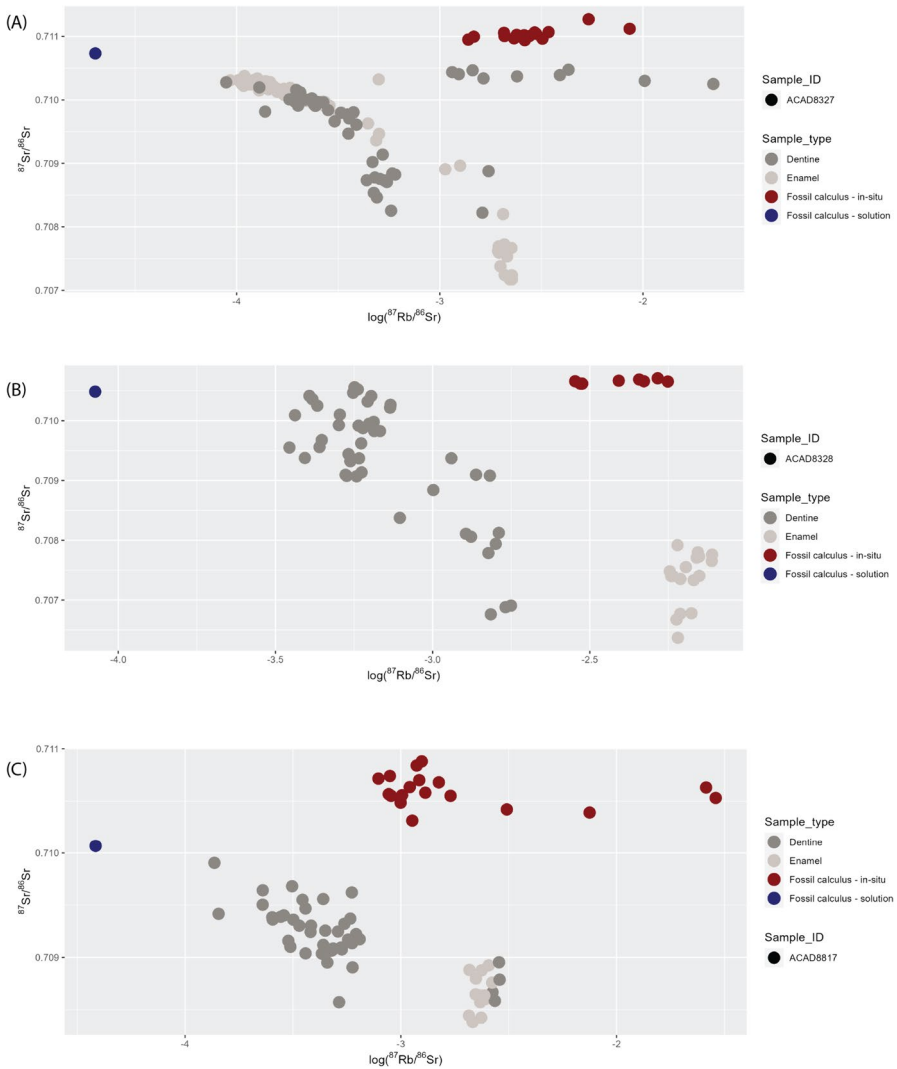 (A)
0.711
0.710
0.709
0.708
0.707
⁸⁷Sr/⁸⁶Sr
-4
-3
-2
log(⁸⁷Rb/⁸⁶Sr)
Sample_ID
ACAD8327
Sample_type
Dentine
Enamel
Fossil calculus - in-situ
Fossil calculus - solution
(B)
0.710
0.709
0.708
0.707
⁸⁷Sr/⁸⁶Sr
-4.0
-3.5
-3.0
-2.5
log(⁸⁷Rb/⁸⁶Sr)
Sample_ID
ACAD8328
Sample_type
Dentine
Enamel
Fossil calculus - in-situ
Fossil calculus - solution
(C)
0.711
0.710
0.709
⁸⁷Sr/⁸⁶Sr
-4
-3
-2
log(⁸⁷Rb/⁸⁶Sr)
Sample_type
Dentine
Enamel
Fossil calculus - in-situ
Fossil calculus - solution
Sample_ID
ACAD8817